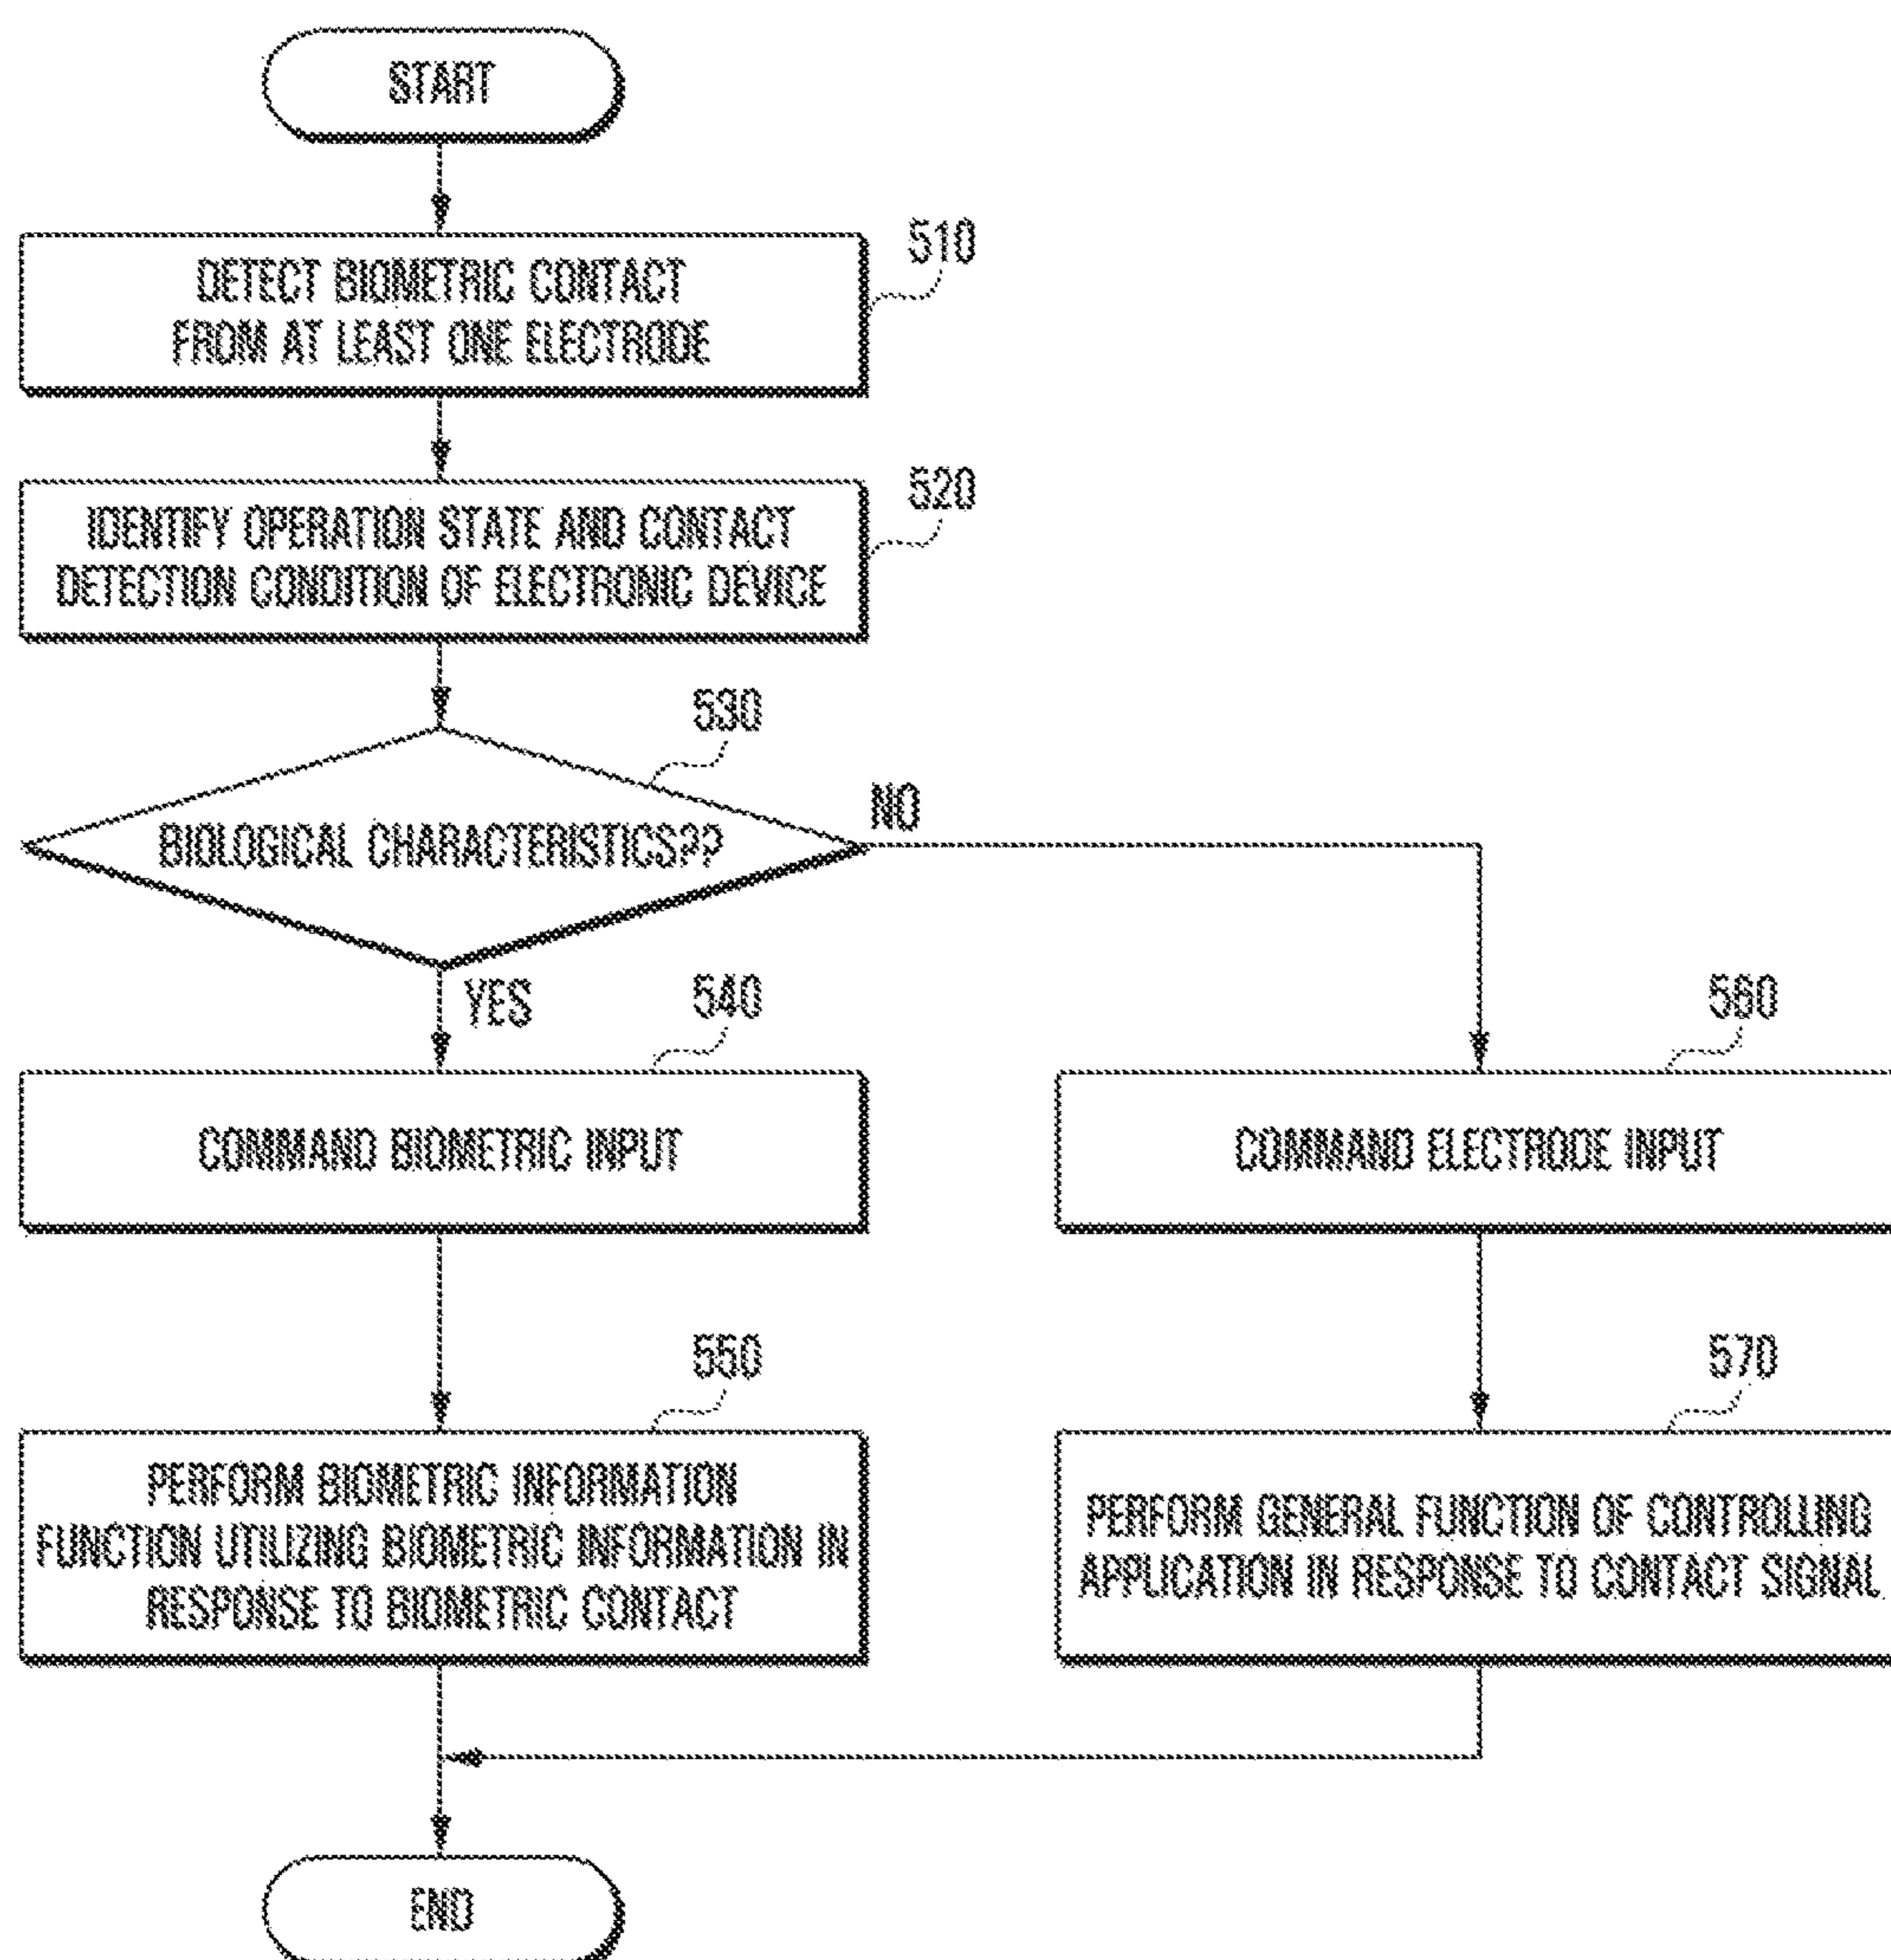 START
510
DETECT BIOMETRIC CONTACT
FROM AT LEAST ONE ELECTRODE
520
IDENTIFY OPERATION STATE AND CONTACT
DETECTION CONDITION OF ELECTRONIC DEVICE
530
BIOLOGICAL CHARACTERISTICS??
NO
YES
540
COMMAND BIOMETRIC INPUT
560
COMMAND ELECTRODE INPUT
550
PERFORM BIOMETRIC INFORMATION
FUNCTION UTILIZING BIOMETRIC INFORMATION IN
RESPONSE TO BIOMETRIC CONTACT
570
PERFORM GENERAL FUNCTION OF CONTROLLING
APPLICATION IN RESPONSE TO CONTACT SIGNAL
END